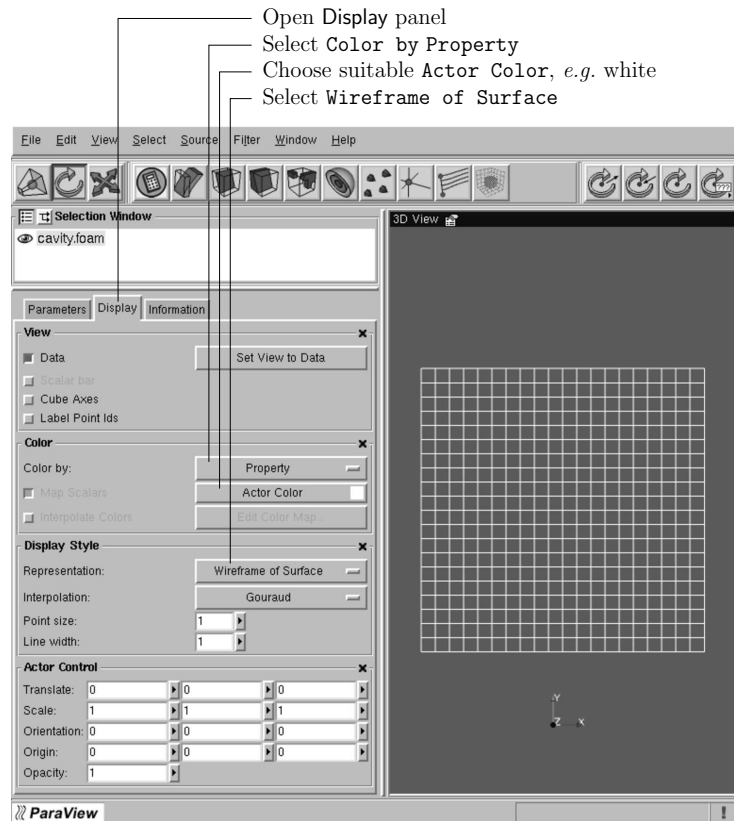 Open Display panel
Select Color by Property
Choose suitable Actor Color, e.g. white
Select Wireframe of Surface
File Edit View Select Source Filter Window Help
???
Selection Window
cavity.foam
3D View
Parameters Display Information
View
Data Set View to Data
Scalar bar
Cube Axes
Label Point Ids
Color
Color by: Property
Map Scalars Actor Color
Interpolate Colors Edit Color Map...
Display Style
Representation: Wireframe of Surface
Interpolation: Gouraud
Point size: 1
Line width: 1
Actor Control
Translate: 0 0 0
Scale: 1 1 1
Orientation: 0 0 0
Origin: 0 0 0
Opacity: 1
Y
Z X
ParaView
!